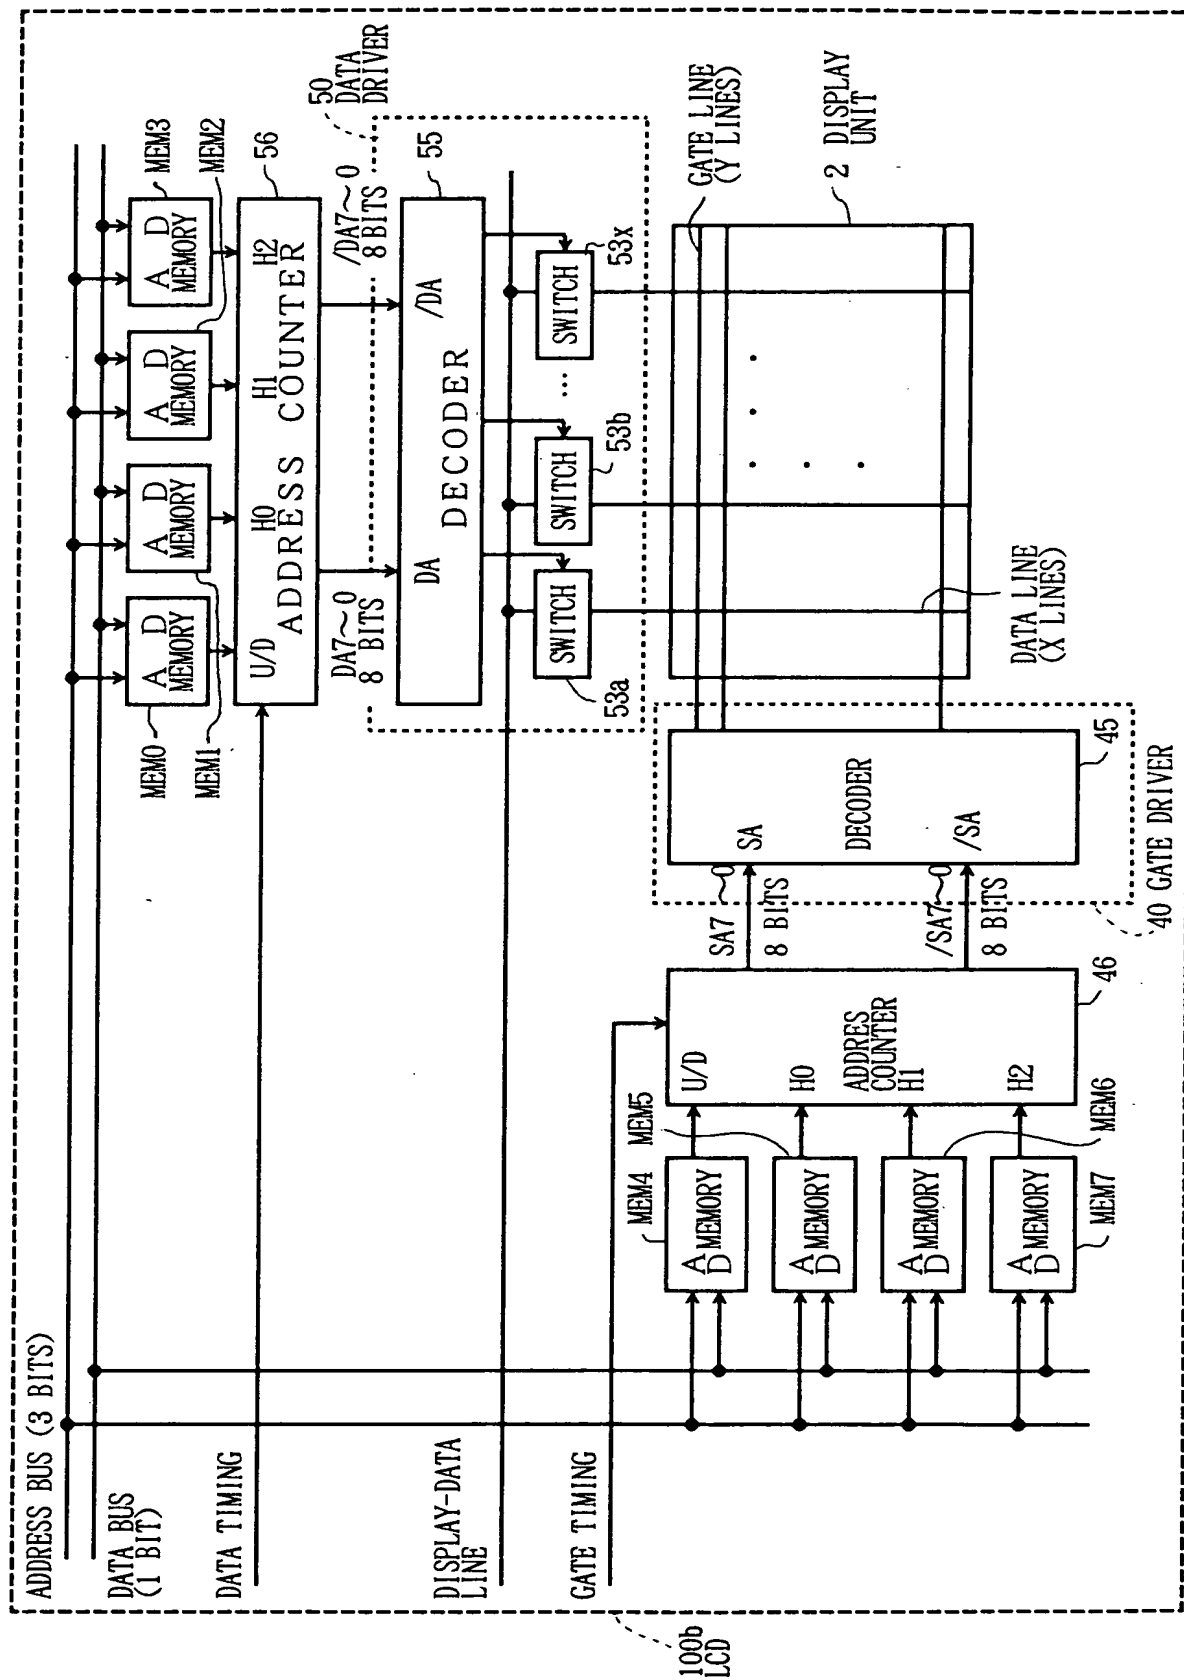 ADDRESS BUS (3 BITS)
DATA BUS
(1 BIT)
DATA TIMING
DISPLAY-DATA
LINE
GATE TIMING
100b
LCD
MEM0
MEM1
MEM2
MEM3
A D
MEMORY
A D
MEMORY
A D
MEMORY
A D
MEMORY
U/D H0 H1 H2
ADDRESS COUNTER
56
DA7~0
8 BITS
/DA7~0
8 BITS
50
DATA
DRIVER
DA /DA
DECODER
55
SWITCH
SWITCH
...
SWITCH
53a
53b
53x
MEM4
MEM5
MEM6
MEM7
A
D MEMORY
A
D MEMORY
A
D MEMORY
A
D MEMORY
U/D
H0
ADDRES
COUNTER
H1
H2
46
SA7~0
8 BITS
/SA7~0
8 BITS
SA
DECODER
/SA
45
40 GATE DRIVER
GATE LINE
(Y LINES)
2 DISPLAY
UNIT
DATA LINE
(X LINES)